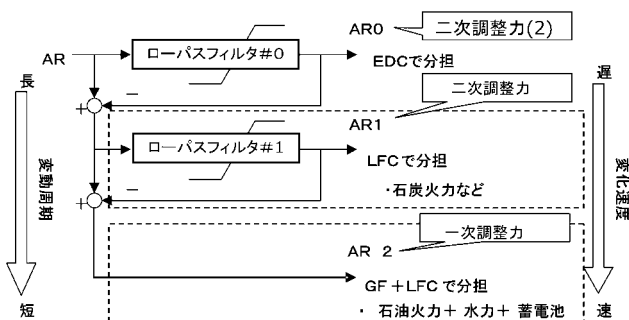 AR0
二次調整力(2)
ローパスフィルタ#0
AR
EDCで分担
長
遅
－
+
二次調整力
AR1
ローパスフィルタ#1
LFCで分担
・石炭火力など
変動周期
変化速度
－
+
一次調整力
AR 2
GF+LFCで分担
・ 石油火力＋ 水力＋ 蓄電池
短
速